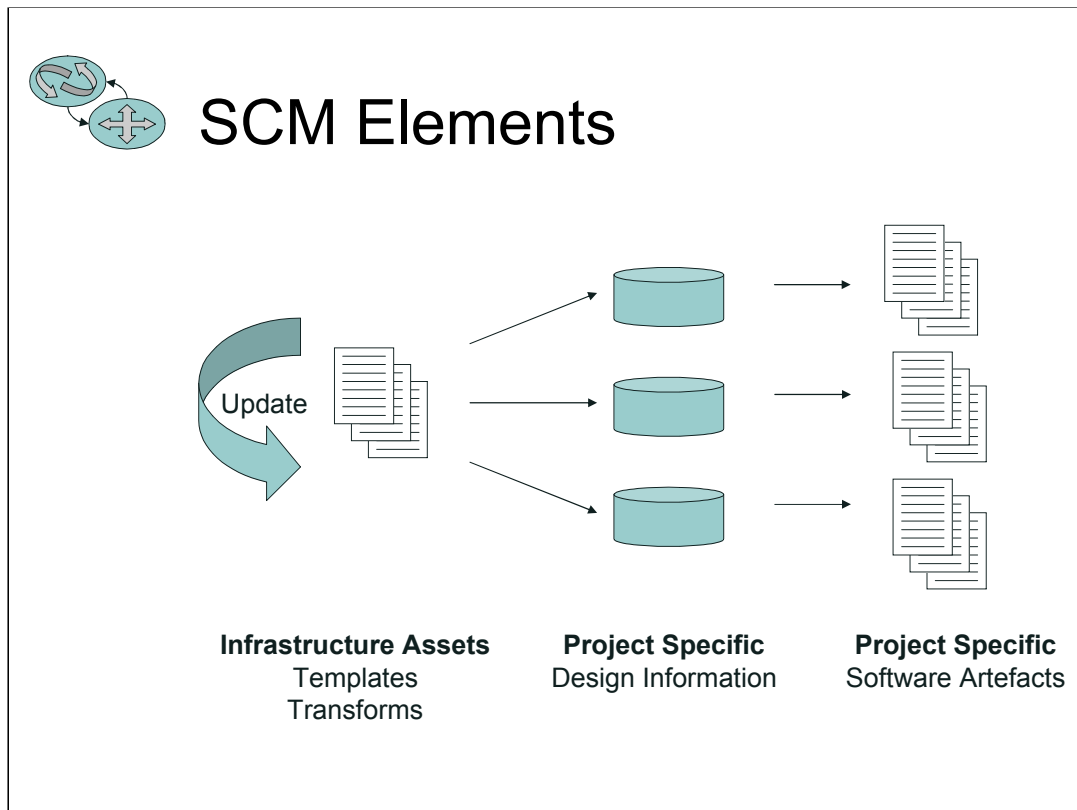 SCM Elements
Update
Infrastructure Assets
Templates
Transforms
Project Specific
Design Information
Project Specific
Software Artefacts